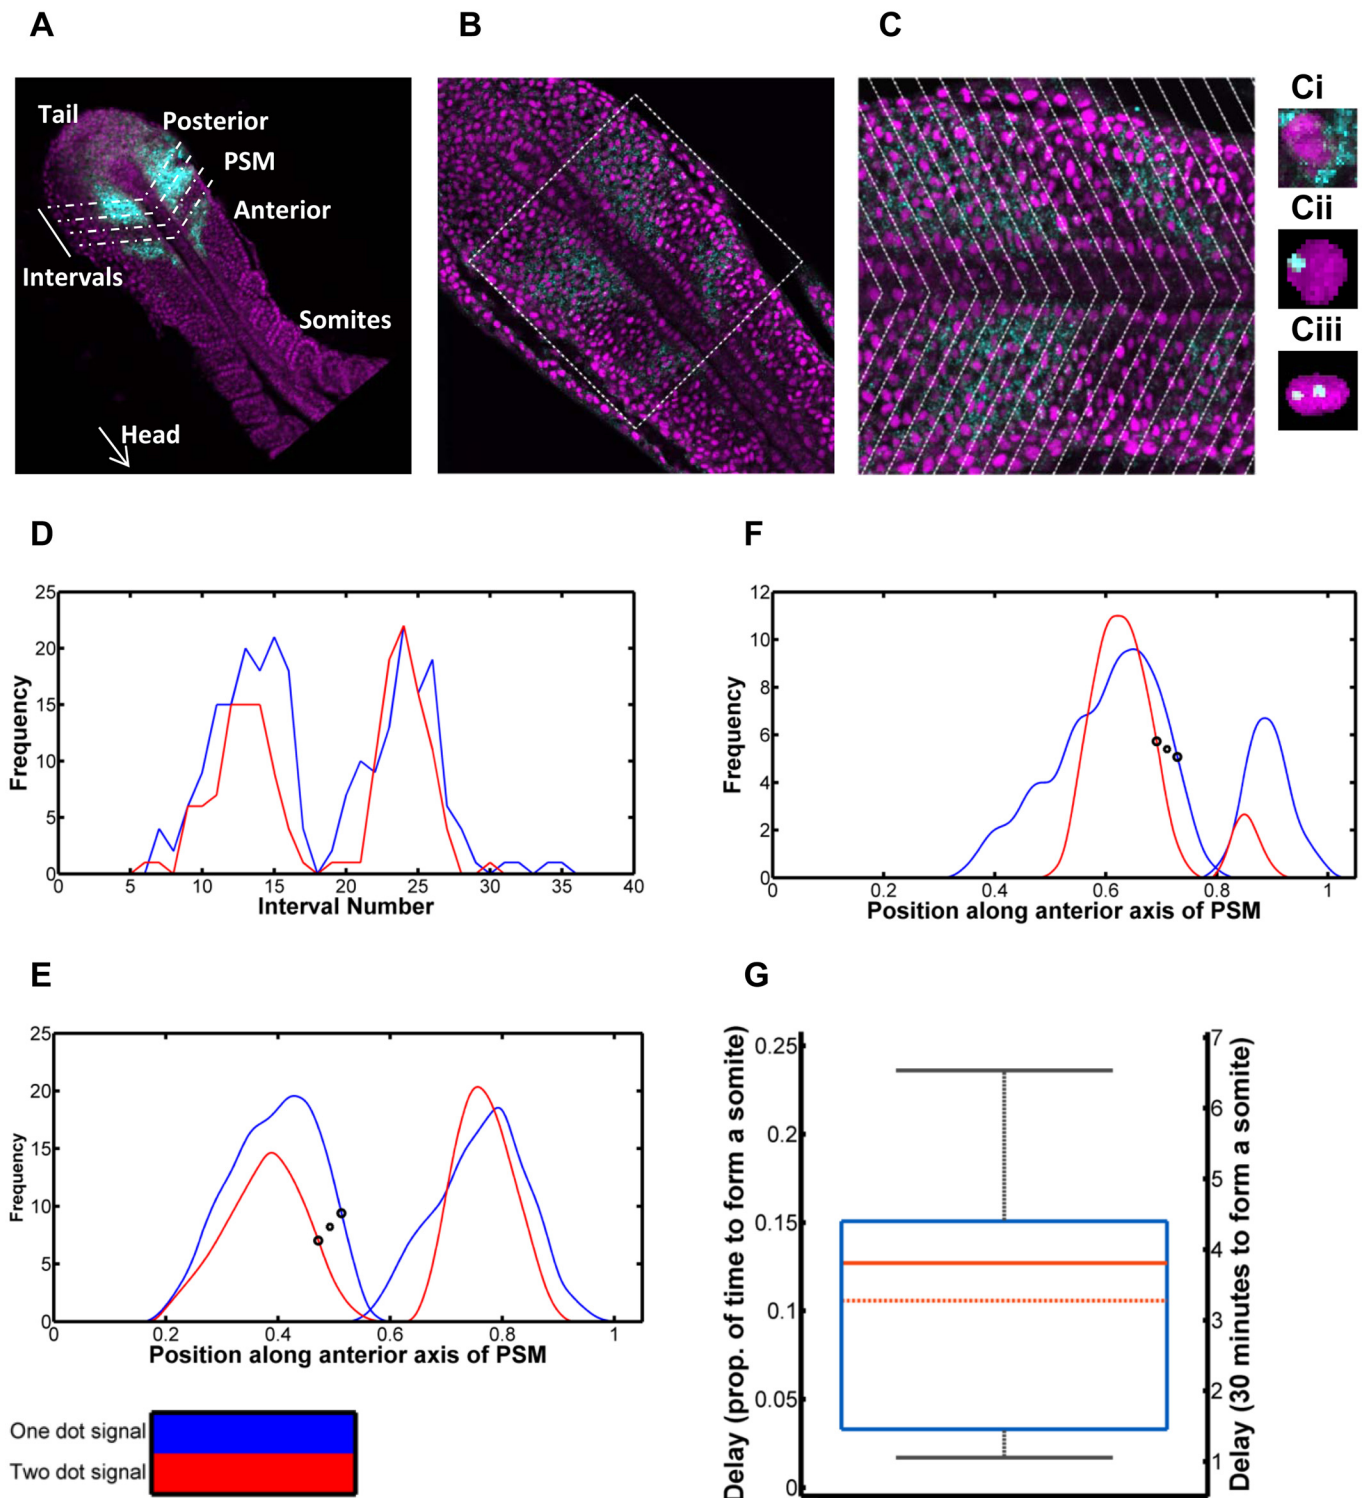 A
B
C
Tail
Posterior
PSM
Anterior
Intervals
Somites
Head
Ci
Cii
Ciii
D
25
20
15
10
5
0
0 5 10 15 20 25 30 35 40
Frequency
Interval Number
F
12
10
8
6
4
2
0
0 0.2 0.4 0.6 0.8 1
Frequency
Position along anterior axis of PSM
E
25
20
15
10
5
0
0 0.2 0.4 0.6 0.8 1
Frequency
Position along anterior axis of PSM
One dot signal
Two dot signal
G
0.25
0.2
0.15
0.1
0.05
0
Delay (prop. of time to form a somite)
7
6
5
4
3
2
1
Delay (30 minutes to form a somite)